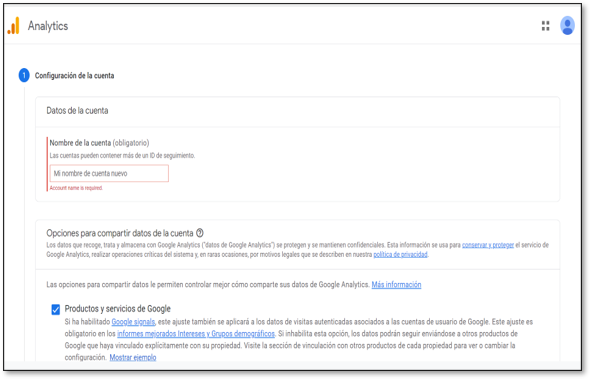 Analytics
1 Configuración de la cuenta
Datos de la cuenta
Nombre de la cuenta (obligatorio)
Las cuentas pueden contener más de un ID de seguimiento.
Mi nombre de cuenta nuevo
Account name is required.
Opciones para compartir datos de la cuenta ?
Los datos que recoge, trata y almacena con Google Analytics ("datos de Google Analytics") se protegen y se mantienen confidenciales. Esta información se usa para conservar y proteger el servicio de
Google Analytics, realizar operaciones críticas del sistema y, en raras ocasiones, por motivos legales que se describen en nuestra política de privacidad.
Las opciones para compartir datos le permiten controlar mejor cómo comparte sus datos de Google Analytics. Más información
Productos y servicios de Google
Si ha habilitado Google signals, este ajuste también se aplicará a los datos de visitas autenticadas asociados a las cuentas de usuario de Google. Este ajuste es
obligatorio en los informes mejorados Intereses y Grupos demográficos. Si inhabilita esta opción, los datos podrán seguir enviándose a otros productos de
Google que haya vinculado explícitamente con su propiedad. Visite la sección de vinculación con otros productos de cada propiedad para ver o cambiar la
configuración. Mostrar ejemplo